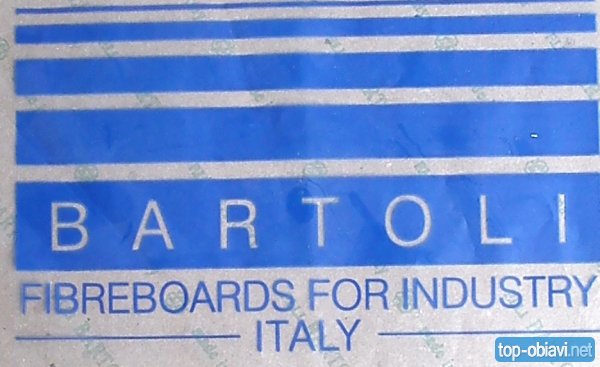 BARTOLI
FIBREBOARDS FOR INDUSTRY
ITALY
top-obiavi.net